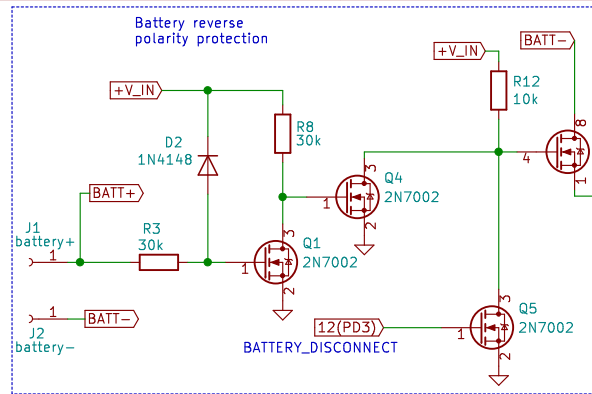 Battery reverse
polarity protection
BATT-
+V_IN
8
R12
10k
+V_IN
D2
1N4148
R8
30k
4
1
3
Q4
2N7002
1
2
BATT+
J1
battery+
1
R3
30k
3
Q1
2N7002
1
2
1
BATT-
J2
battery-
12(PD3)
BATTERY_DISCONNECT
3
Q5
2N7002
1
2